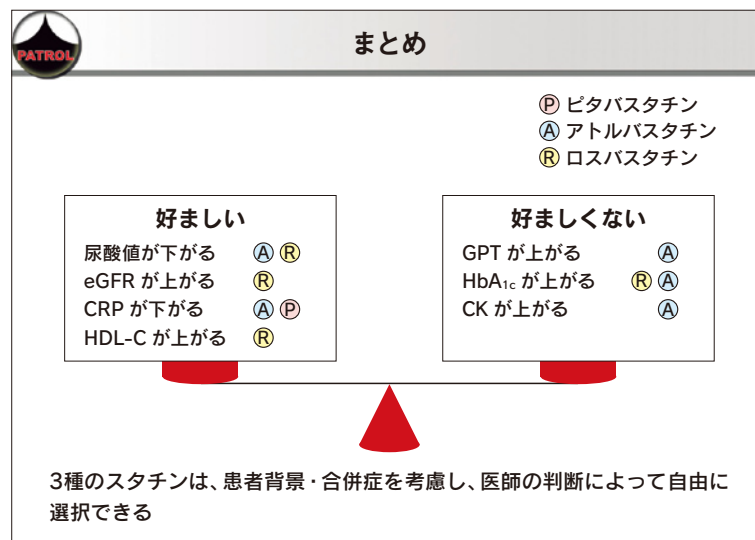 PATROL
まとめ
Ⓟ ピタバスタチン
Ⓐ アトルバスタチン
Ⓡ ロスバスタチン
好ましい
尿酸値が下がる Ⓐ Ⓡ
eGFR が上がる Ⓡ
CRP が下がる Ⓐ Ⓟ
HDL-C が上がる Ⓡ
好ましくない
GPT が上がる Ⓐ
HbA₁c が上がる Ⓡ Ⓐ
CK が上がる Ⓐ
3種のスタチンは、患者背景・合併症を考慮し、医師の判断によって自由に
選択できる